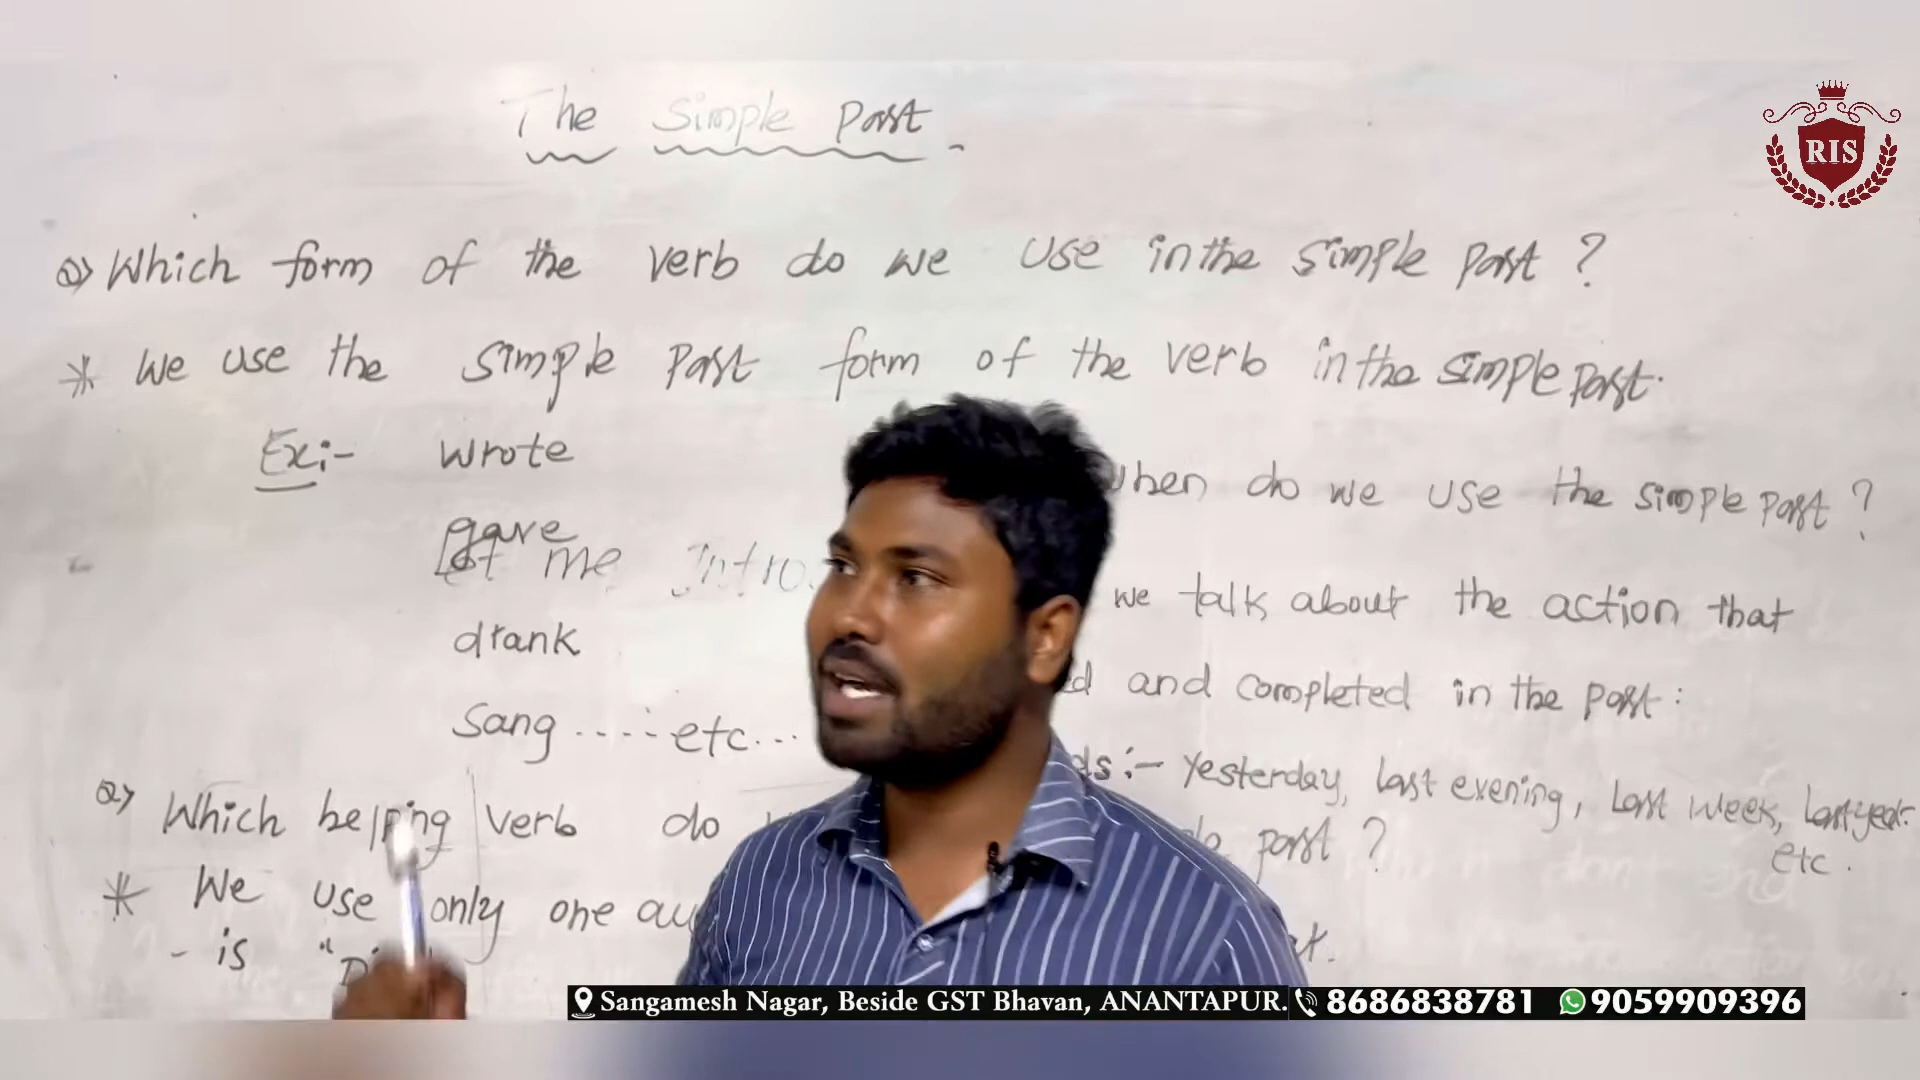 The Simple Past
RIS
Q) Which form of the verb do we use in the simple past ?
* We use the simple past form of the verb in the simple past.
Ex:- wrote
gave
Let me
drank
Sang .....etc...
when do we use the simple past ?
we talk about the action that
and completed in the past :
:- Yesterday, last evening, last week, last year.
etc.
Q) Which helping verb do past ?
* We use only one
- is "
Sangamesh Nagar, Beside GST Bhavan, ANANTAPUR. 8686838781 9059909396